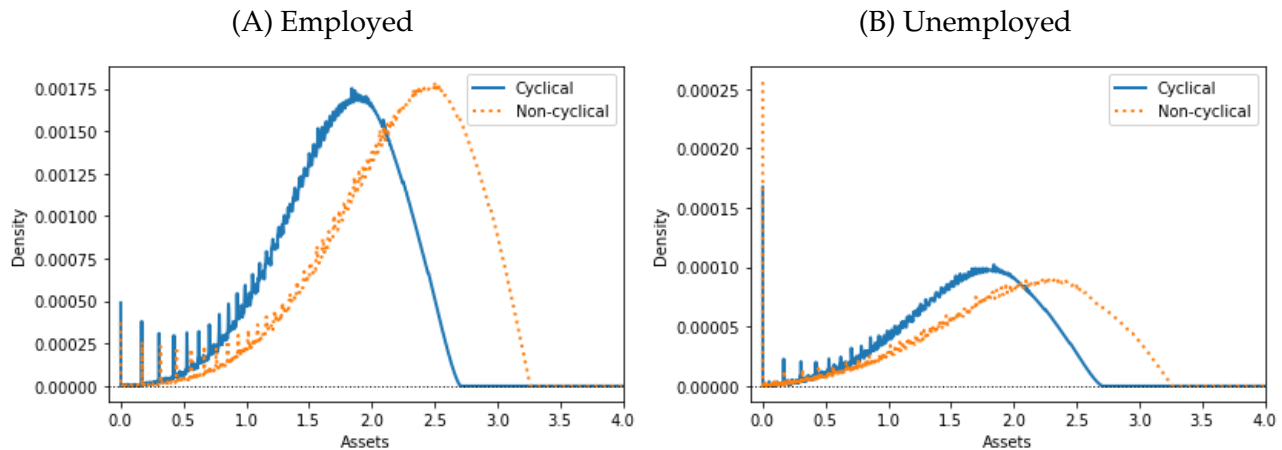 (A) Employed
0.00175
0.00150
0.00125
0.00100
0.00075
0.00050
0.00025
0.00000
Density
0.0 0.5 1.0 1.5 2.0 2.5 3.0 3.5 4.0
Assets
Cyclical
Non-cyclical
(B) Unemployed
0.00025
0.00020
0.00015
0.00010
0.00005
0.00000
Density
0.0 0.5 1.0 1.5 2.0 2.5 3.0 3.5 4.0
Assets
Cyclical
Non-cyclical